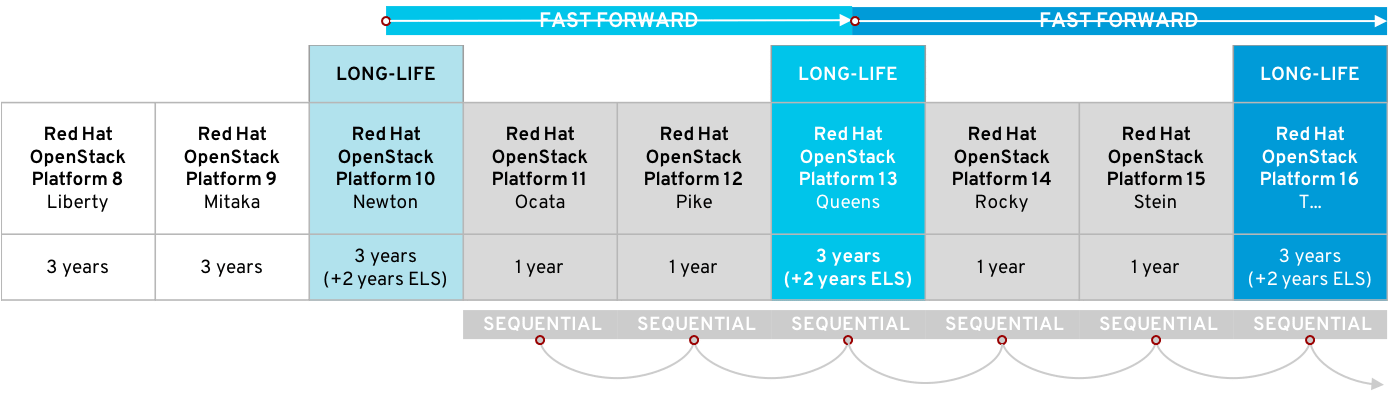 FAST FORWARD
FAST FORWARD
LONG-LIFE
LONG-LIFE
LONG-LIFE
Red Hat
OpenStack
Platform 8
Liberty
Red Hat
OpenStack
Platform 9
Mitaka
Red Hat
OpenStack
Platform 10
Newton
Red Hat
OpenStack
Platform 11
Ocata
Red Hat
OpenStack
Platform 12
Pike
Red Hat
OpenStack
Platform 13
Queens
Red Hat
OpenStack
Platform 14
Rocky
Red Hat
OpenStack
Platform 15
Stein
Red Hat
OpenStack
Platform 16
T...
3 years
3 years
3 years
(+2 years ELS)
1 year
1 year
3 years
(+2 years ELS)
1 year
1 year
3 years
(+2 years ELS)
SEQUENTIAL
SEQUENTIAL
SEQUENTIAL
SEQUENTIAL
SEQUENTIAL
SEQUENTIAL